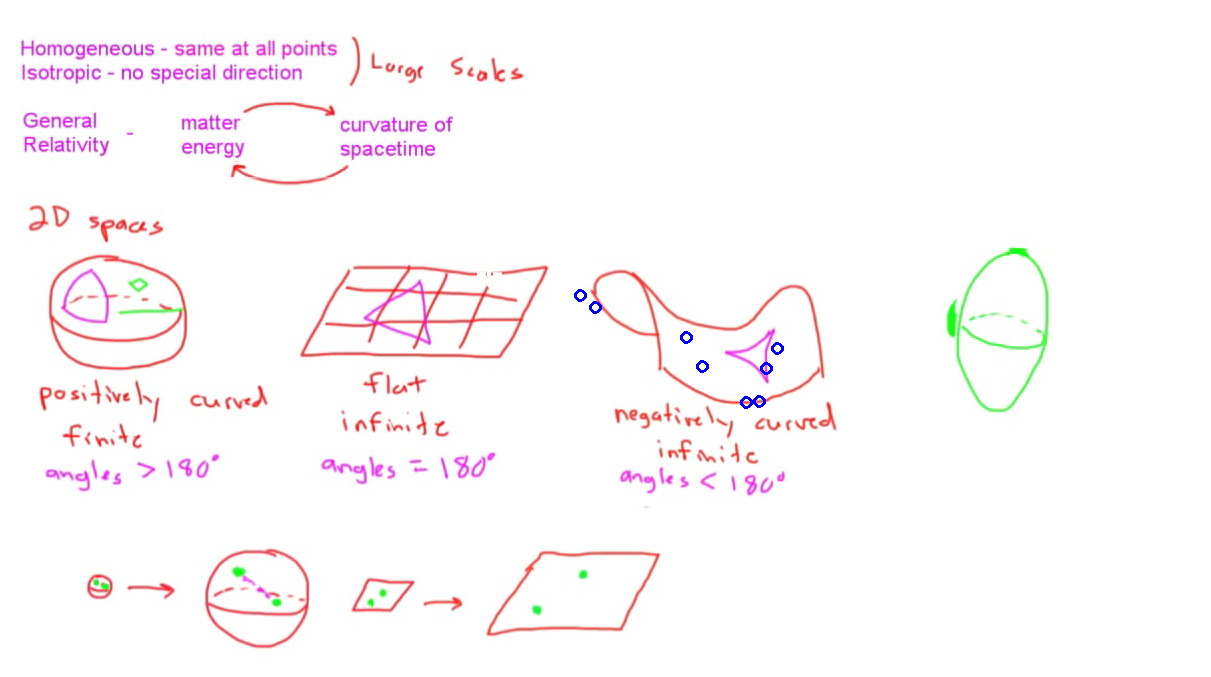 Homogeneous - same at all points
Isotropic - no special direction
Large Scales
General Relativity - matter energy curvature of spacetime
2D spaces
positively curved
finite
angles > 180°
flat
infinite
angles = 180°
negatively curved
infinite
angles < 180°